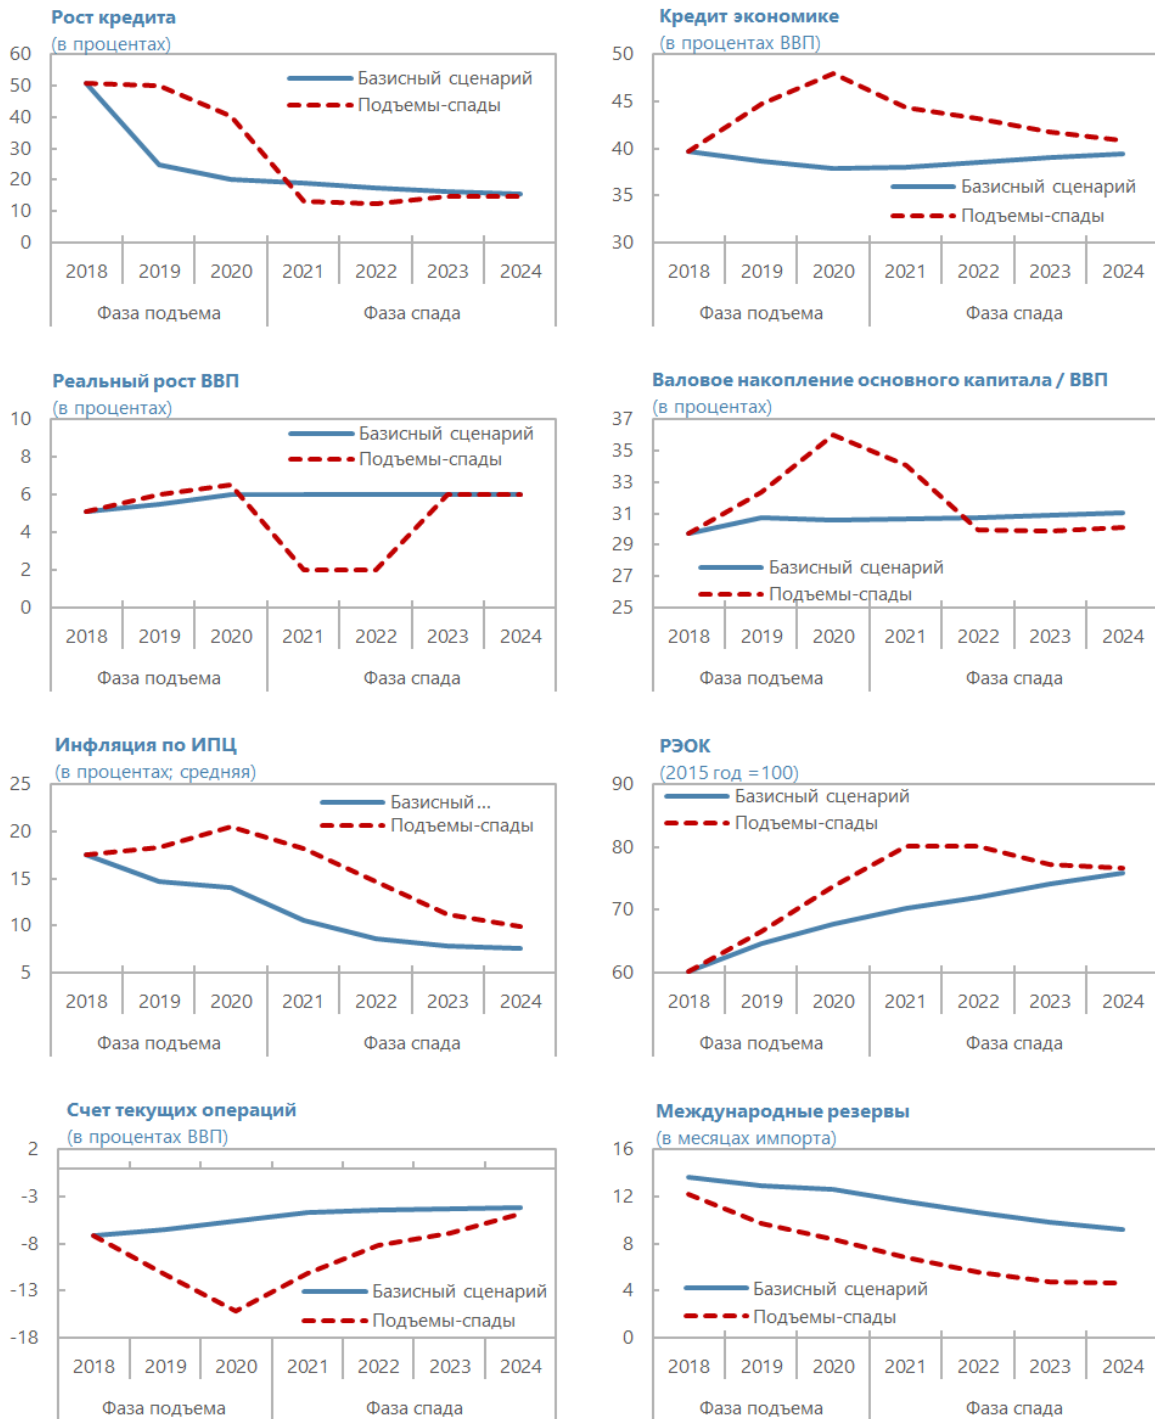 Рост кредита
(в процентах)
60
50
40
30
20
10
0
Базисный сценарий
Подъемы-спады
2018 2019 2020 2021 2022 2023 2024
Фаза подъема Фаза спада
Кредит экономике
(в процентах ВВП)
50
45
40
35
30
Базисный сценарий
Подъемы-спады
2018 2019 2020 2021 2022 2023 2024
Фаза подъема Фаза спада
Реальный рост ВВП
(в процентах)
10
8
6
4
2
0
Базисный сценарий
Подъемы-спады
2018 2019 2020 2021 2022 2023 2024
Фаза подъема Фаза спада
Валовое накопление основного капитала / ВВП
(в процентах)
37
35
33
31
29
27
25
Базисный сценарий
Подъемы-спады
2018 2019 2020 2021 2022 2023 2024
Фаза подъема Фаза спада
Инфляция по ИПЦ
(в процентах; средняя)
25
20
15
10
5
Базисный ...
Подъемы-спады
2018 2019 2020 2021 2022 2023 2024
Фаза подъема Фаза спада
РЭОК
(2015 год =100)
90
80
70
60
Базисный сценарий
Подъемы-спады
2018 2019 2020 2021 2022 2023 2024
Фаза подъема Фаза спада
Счет текущих операций
(в процентах ВВП)
2
-3
-8
-13
-18
Базисный сценарий
Подъемы-спады
2018 2019 2020 2021 2022 2023 2024
Фаза подъема Фаза спада
Международные резервы
(в месяцах импорта)
16
12
8
4
0
Базисный сценарий
Подъемы-спады
2018 2019 2020 2021 2022 2023 2024
Фаза подъема Фаза спада